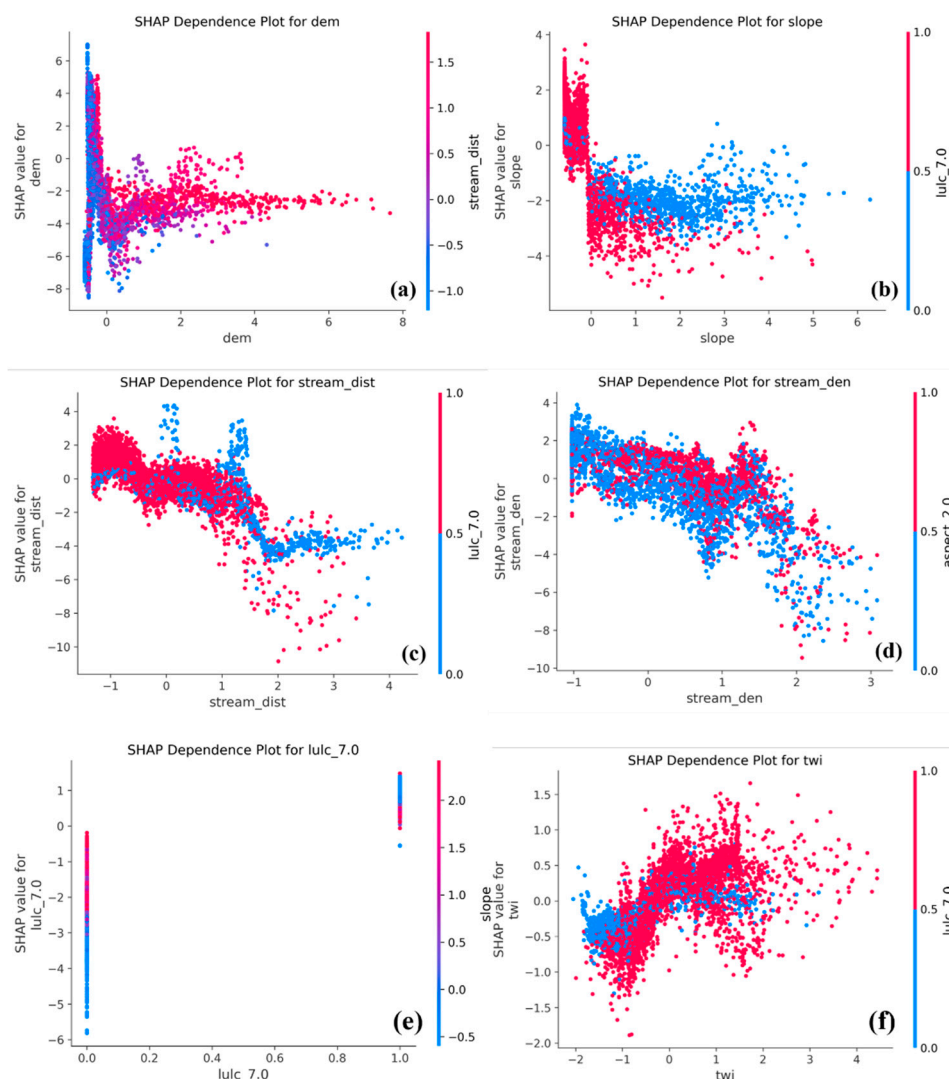 SHAP Dependence Plot for dem
6
4
2
0
−2
−4
−6
−8
SHAP value for
dem
0
2
4
6
8
dem
1.5
1.0
0.5
0.0
−0.5
−1.0
stream_dist
(a)
SHAP Dependence Plot for slope
4
2
0
−2
−4
SHAP value for
slope
0
1
2
3
4
5
6
slope
1.0
0.5
0.0
lulc_7.0
(b)
SHAP Dependence Plot for stream_dist
4
2
0
−2
−4
−6
−8
−10
SHAP value for
stream_dist
−1
0
1
2
3
4
stream_dist
1.0
0.5
0.0
lulc_7.0
(c)
SHAP Dependence Plot for stream_den
4
2
0
−2
−4
−6
−8
−10
SHAP value for
stream_den
−1
0
1
2
3
stream_den
1.0
0.5
0.0
aspect_2.0
(d)
SHAP Dependence Plot for lulc_7.0
1
0
−1
−2
−3
−4
−5
−6
SHAP value for
lulc_7.0
0.0
0.2
0.4
0.6
0.8
1.0
lulc_7.0
2.0
1.5
1.0
0.5
0.0
−0.5
slope
(e)
SHAP Dependence Plot for twi
1.5
1.0
0.5
0.0
−0.5
−1.0
−1.5
−2.0
SHAP value for
twi
−2
−1
0
1
2
3
4
twi
1.0
0.5
0.0
lulc_7.0
(f)